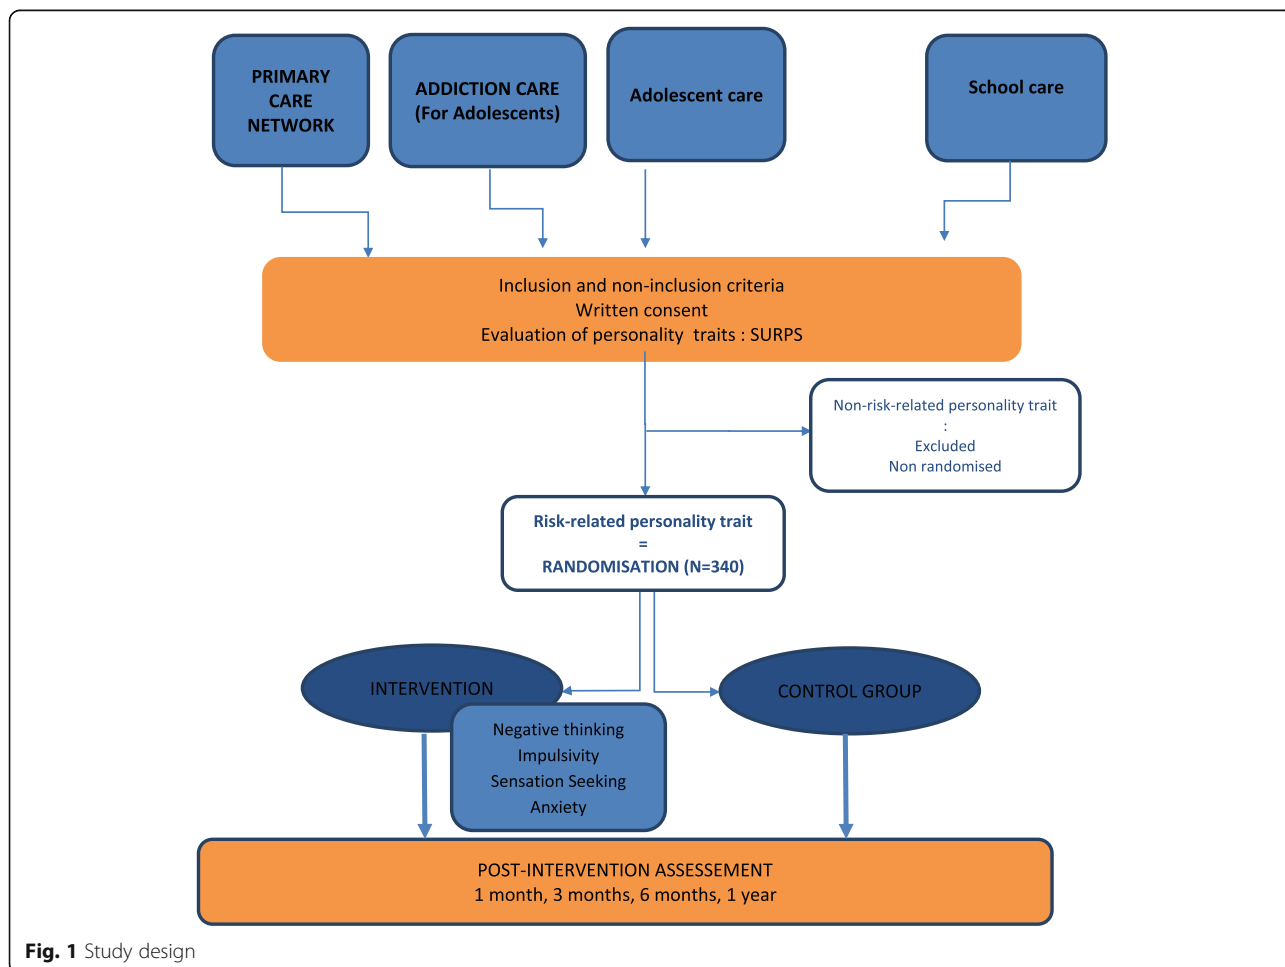 PRIMARY
CARE
NETWORK
ADDICTION CARE
(For Adolescents)
Adolescent care
School care
Inclusion and non-inclusion criteria
Written consent
Evaluation of personality traits : SURPS
Non-risk-related personality trait
:
Excluded
Non randomised
Risk-related personality trait
=
RANDOMISATION (N=340)
INTERVENTION
CONTROL GROUP
Negative thinking
Impulsivity
Sensation Seeking
Anxiety
POST-INTERVENTION ASSESSEMENT
1 month, 3 months, 6 months, 1 year
Fig. 1 Study design